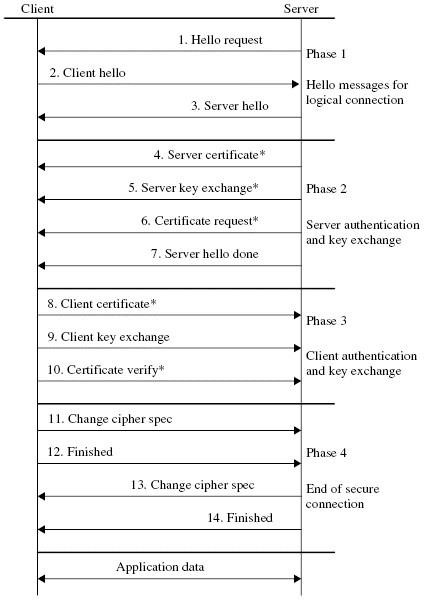 Client Server
1. Hello request
Phase 1
2. Client hello
Hello messages for
logical connection
3. Server hello
4. Server certificate*
5. Server key exchange*
Phase 2
6. Certificate request*
Server authentication
and key exchange
7. Server hello done
8. Client certificate*
Phase 3
9. Client key exchange
Client authentication
and key exchange
10. Certificate verify*
11. Change cipher spec
12. Finished
Phase 4
13. Change cipher spec
End of secure
connection
14. Finished
Application data